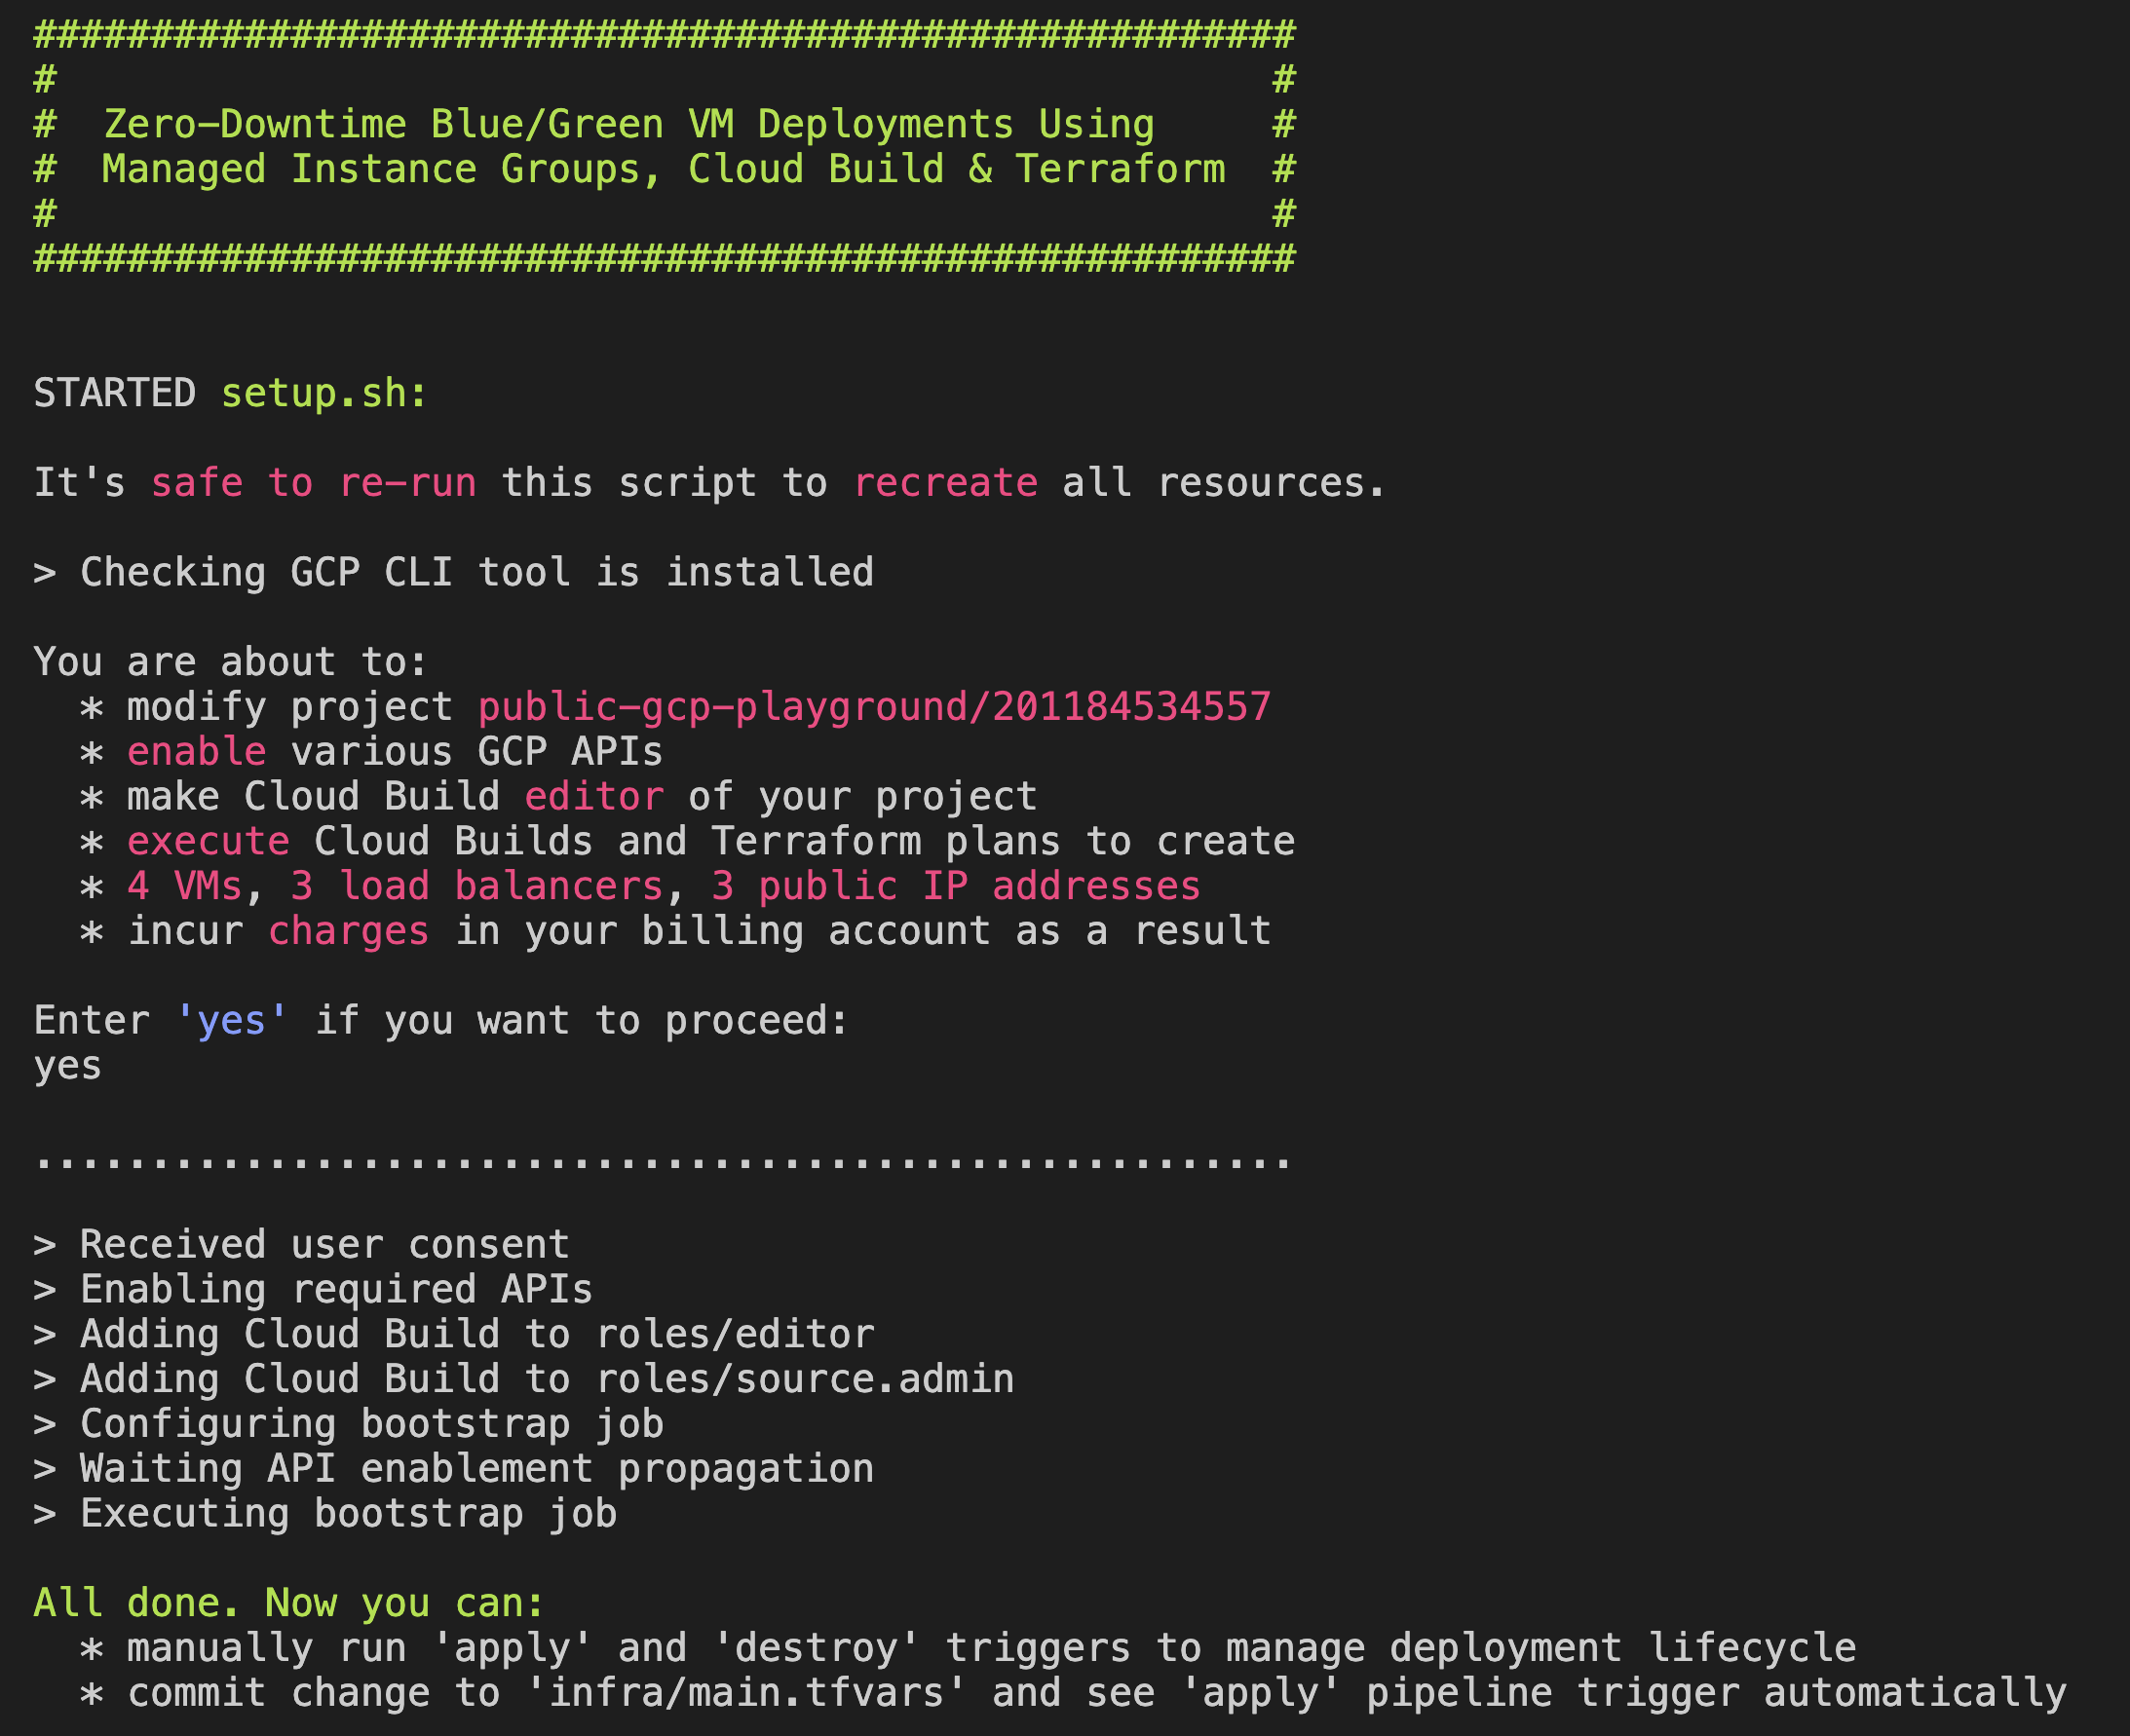 ######################################################
#                                                    #
#  Zero-Downtime Blue/Green VM Deployments Using     #
#  Managed Instance Groups, Cloud Build & Terraform  #
#                                                    #
######################################################
STARTED setup.sh:
It's safe to re-run this script to recreate all resources.
> Checking GCP CLI tool is installed
You are about to:
  * modify project public-gcp-playground/201184534557
  * enable various GCP APIs
  * make Cloud Build editor of your project
  * execute Cloud Builds and Terraform plans to create
  * 4 VMs, 3 load balancers, 3 public IP addresses
  * incur charges in your billing account as a result
Enter 'yes' if you want to proceed:
yes
......................................................
> Received user consent
> Enabling required APIs
> Adding Cloud Build to roles/editor
> Adding Cloud Build to roles/source.admin
> Configuring bootstrap job
> Waiting API enablement propagation
> Executing bootstrap job
All done. Now you can:
  * manually run 'apply' and 'destroy' triggers to manage deployment lifecycle
  * commit change to 'infra/main.tfvars' and see 'apply' pipeline trigger automatically